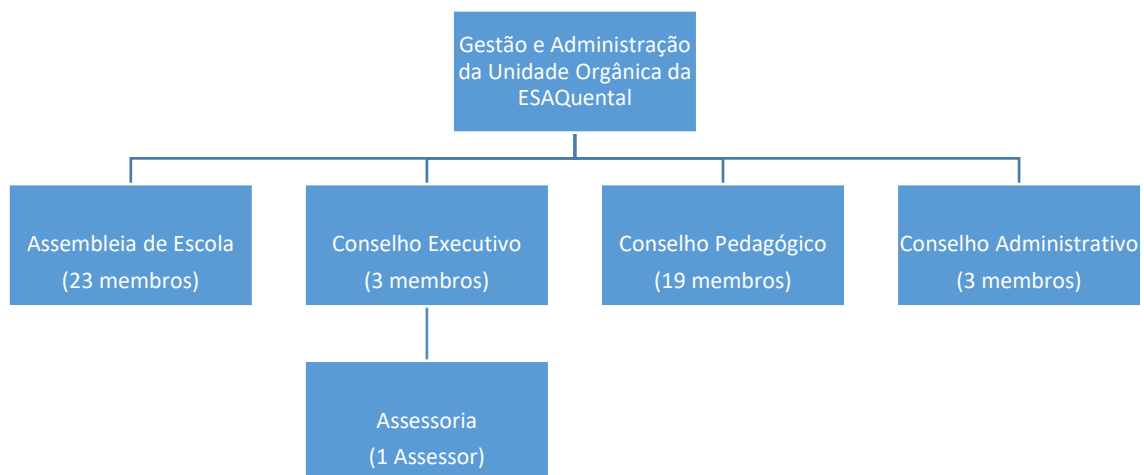 Gestão e Administração
da Unidade Orgânica da
ESAQuental
Assembleia de Escola
(23 membros)
Conselho Executivo
(3 membros)
Conselho Pedagógico
(19 membros)
Conselho Administrativo
(3 membros)
Assessoria
(1 Assessor)